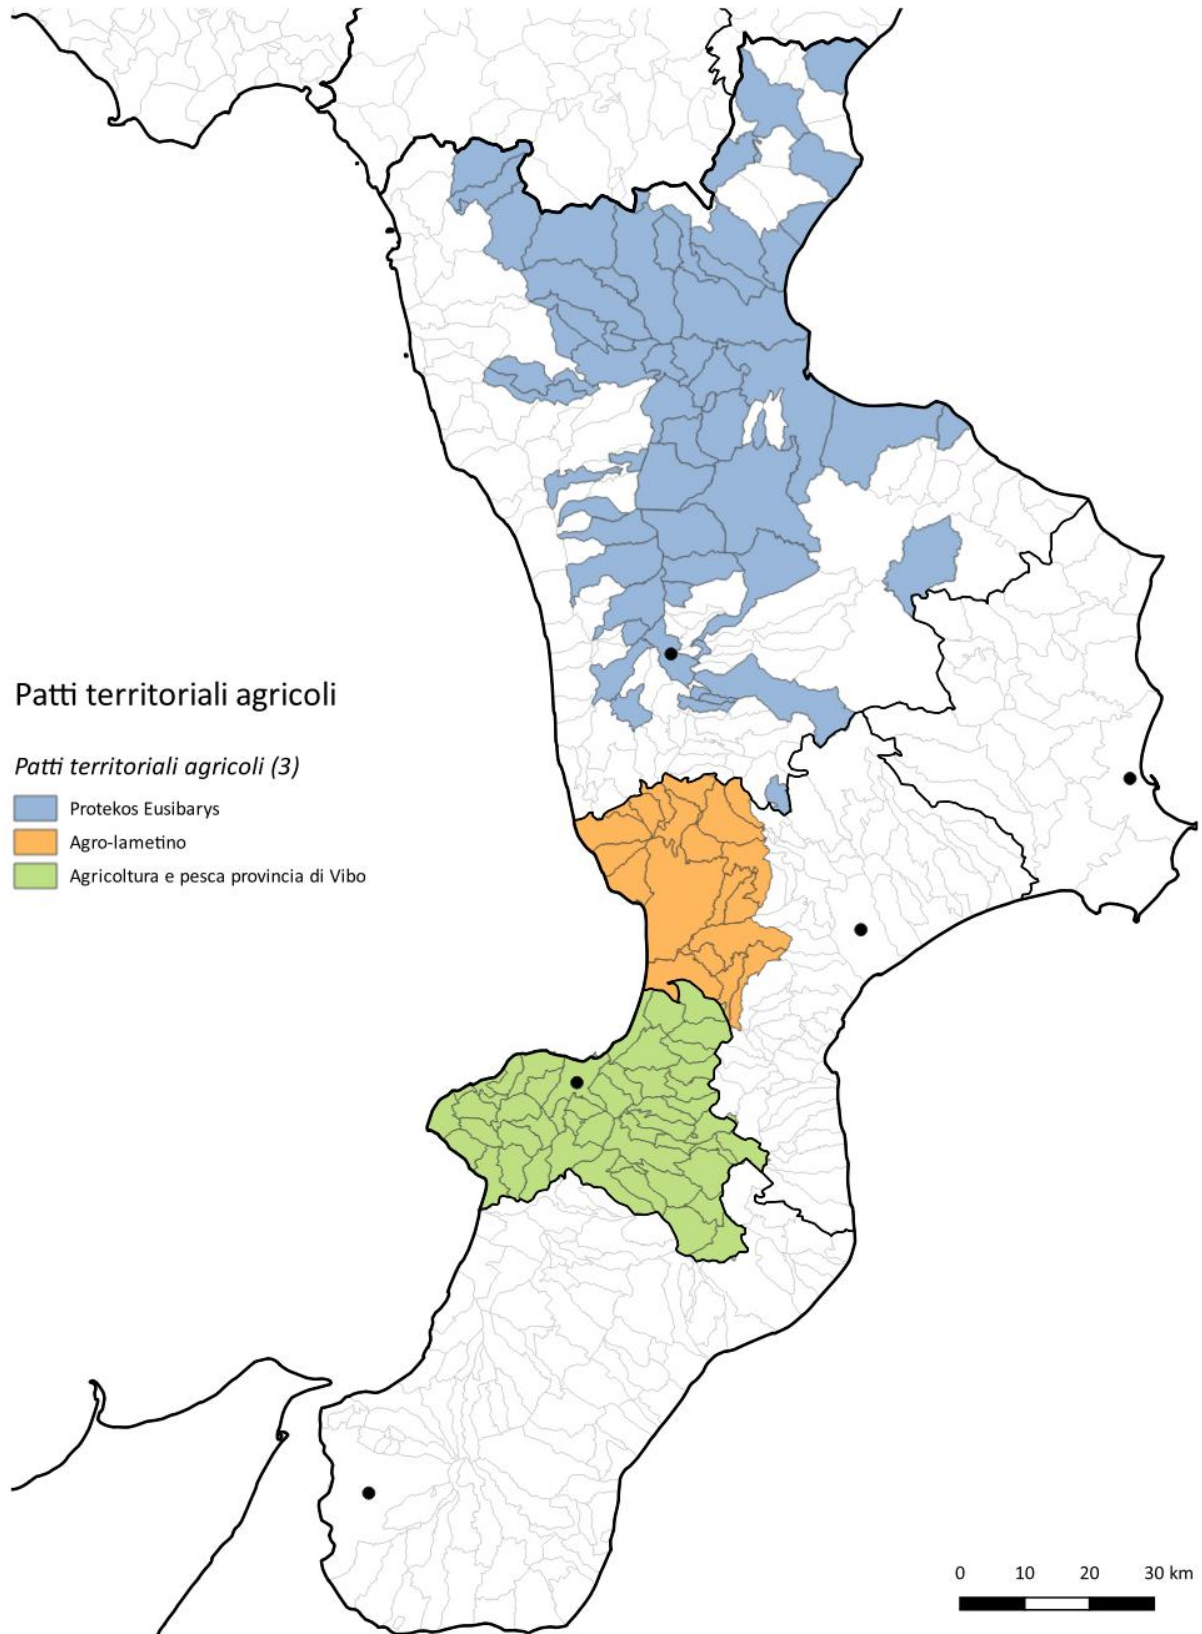 Patti territoriali agricoli
Patti territoriali agricoli (3)
Protekos Eusibarys
Agro-lametino
Agricoltura e pesca provincia di Vibo
0 10 20 30 km